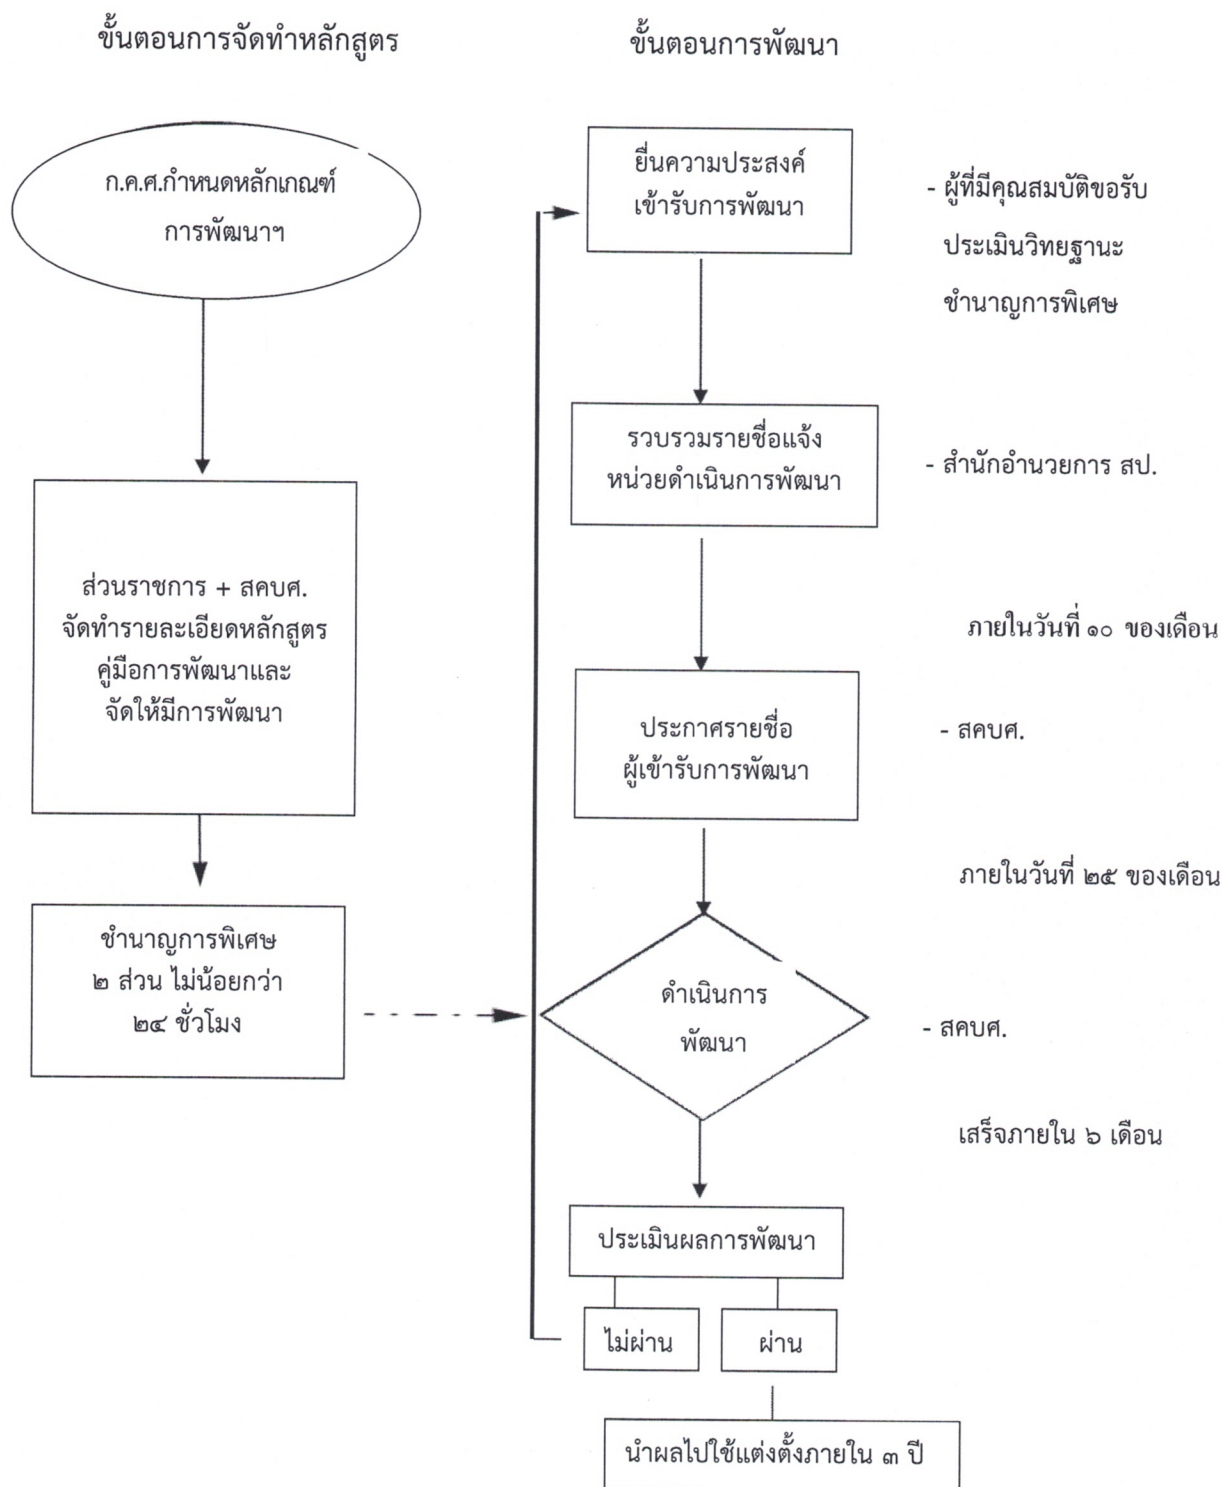 ขั้นตอนการจัดทำหลักสูตร
ก.ค.ศ.กำหนดหลักเกณฑ์
การพัฒนาฯ
ส่วนราชการ + สคบศ.
จัดทำรายละเอียดหลักสูตร
คู่มือการพัฒนาและ
จัดให้มีการพัฒนา
ชำนาญการพิเศษ
๒ ส่วน ไม่น้อยกว่า
๒๔ ชั่วโมง
ขั้นตอนการพัฒนา
ยื่นความประสงค์
เข้ารับการพัฒนา
- ผู้ที่มีคุณสมบัติขอรับ
ประเมินวิทยฐานะ
ชำนาญการพิเศษ
รวบรวมรายชื่อแจ้ง
หน่วยดำเนินการพัฒนา
- สำนักอำนวยการ สป.
ภายในวันที่ ๑๐ ของเดือน
ประกาศรายชื่อ
ผู้เข้ารับการพัฒนา
- สคบศ.
ภายในวันที่ ๒๕ ของเดือน
ดำเนินการ
พัฒนา
- สคบศ.
เสร็จภายใน ๖ เดือน
ประเมินผลการพัฒนา
ไม่ผ่าน
ผ่าน
นำผลไปใช้แต่งตั้งภายใน ๓ ปี